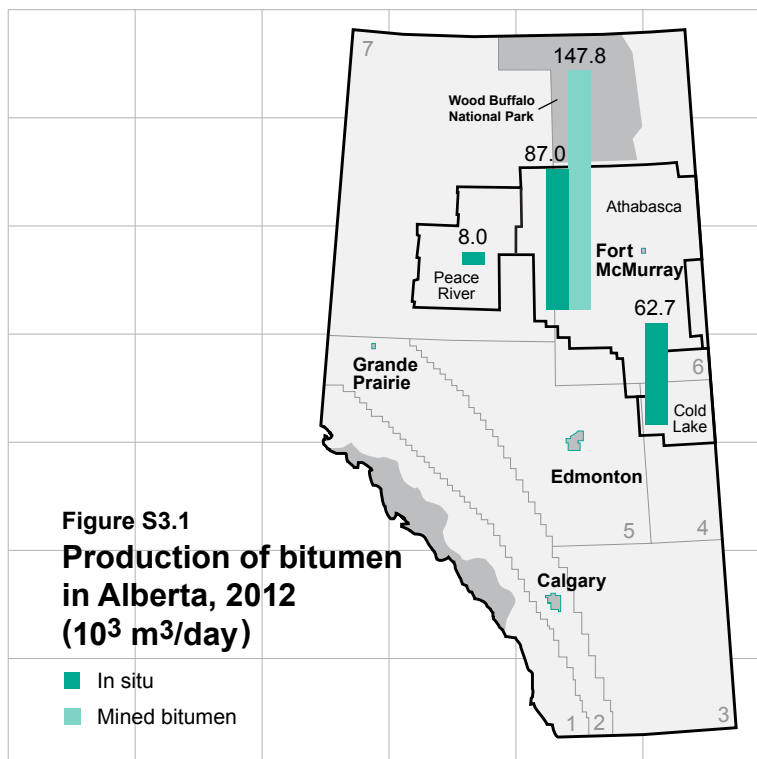 7
147.8
Wood Buffalo
National Park
87.0
Athabasca
8.0
Fort
McMurray
Peace
River
62.7
6
Grande
Prairie
Cold
Lake
Edmonton
5
4
Calgary
1
2
3
Figure S3.1
Production of bitumen
in Alberta, 2012
(10³ m³/day)
In situ
Mined bitumen